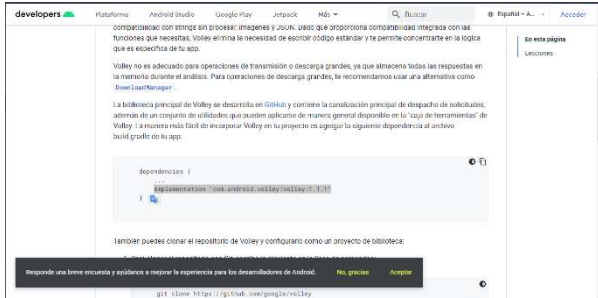 developers
Plataforma Android Studio Google Play Jetpack Más Buscar Español – A... Acceder
compatibilidad con strings sin procesar, imágenes y JSON. Dado que proporciona compatibilidad integrada con las
funciones que necesitas, Volley elimina la necesidad de escribir código estándar y te permite concentrarte en la lógica
que es específica de tu app.
En esta página
Lecciones
Volley no es adecuado para operaciones de transmisión o descarga grandes, ya que almacena todas las respuestas en
la memoria durante el análisis. Para operaciones de descarga grandes, te recomendamos usar una alternativa como
DownloadManager.
La biblioteca principal de Volley se desarrolla en GitHub y contiene la canalización principal de despacho de solicitudes,
además de un conjunto de utilidades que pueden aplicarse de manera general disponible en la "caja de herramientas" de
Volley. La manera más fácil de incorporar Volley en tu proyecto es agregar la siguiente dependencia al archivo
build.gradle de tu app:
dependencies {
...
implementation 'com.android.volley:volley:1.1.1'
}
También puedes clonar el repositorio de Volley y configurarlo como un proyecto de biblioteca:
Responde una breve encuesta y ayúdanos a mejorar la experiencia para los desarrolladores de Android. No, gracias Aceptar
git clone https://github.com/google/volley